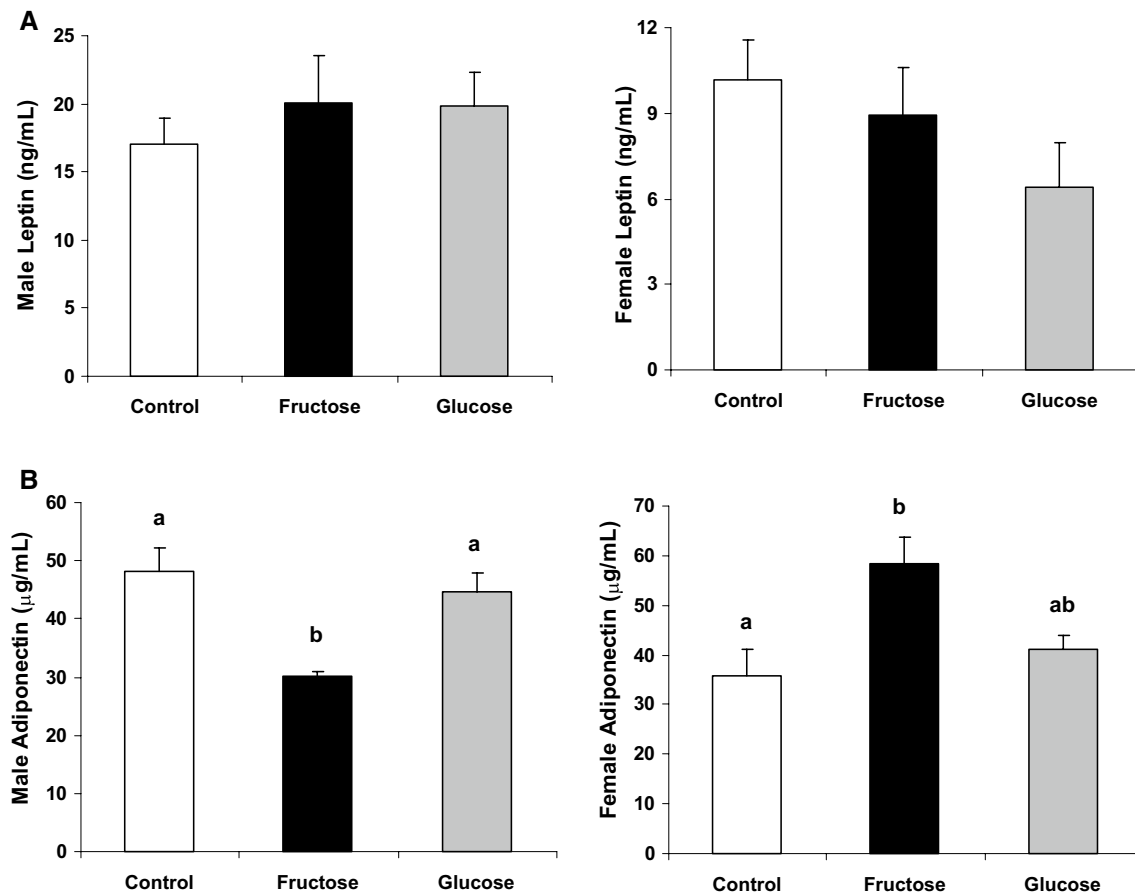 A
Male Leptin (ng/mL)
25
20
15
10
5
0
Control Fructose Glucose
Female Leptin (ng/mL)
12
9
6
3
0
Control Fructose Glucose
B
Male Adiponectin (μg/mL)
60
50
40
30
20
10
0
a
b
a
Control Fructose Glucose
Female Adiponectin (μg/mL)
70
60
50
40
30
20
10
0
a
b
ab
Control Fructose Glucose